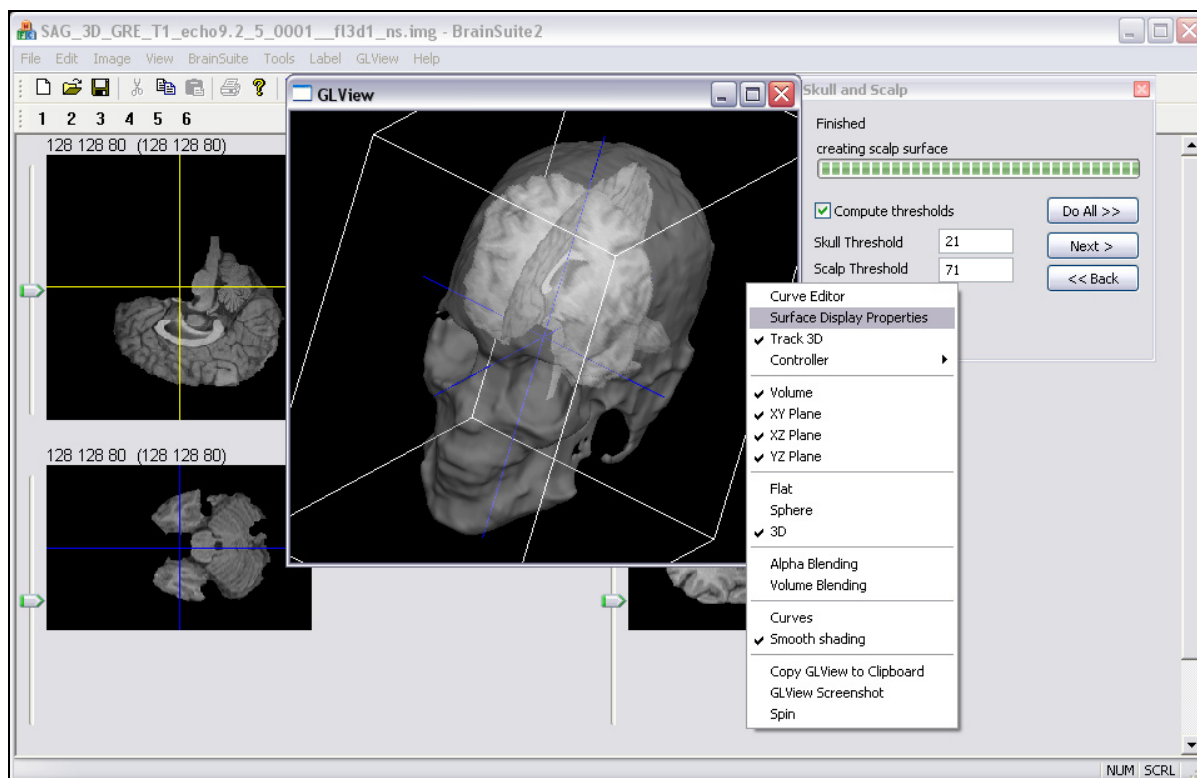 SAG_3D_GRE_T1_echo9.2_5_0001__fl3d1_ns.img - BrainSuite2
File Edit Image View BrainSuite Tools Label GLView Help
1 2 3 4 5 6
128 128 80 (128 128 80)
128 128 80 (128 128 80)
GLView
Skull and Scalp
Finished
creating scalp surface
Compute thresholds
Do All >>
Skull Threshold 21
Next >
Scalp Threshold 71
<< Back
Curve Editor
Surface Display Properties
Track 3D
Controller
Volume
XY Plane
XZ Plane
YZ Plane
Flat
Sphere
3D
Alpha Blending
Volume Blending
Curves
Smooth shading
Copy GLView to Clipboard
GLView Screenshot
Spin
NUM SCRL